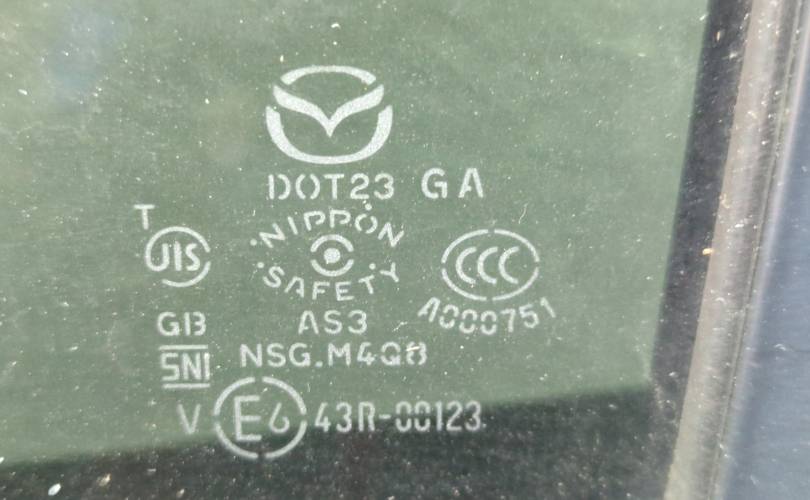 DOT23 GA
T
JIS
NIPPON
SAFETY
CCC
A000751
GB
AS3
SNI
NSG.M4Q8
V E6 43R-00123